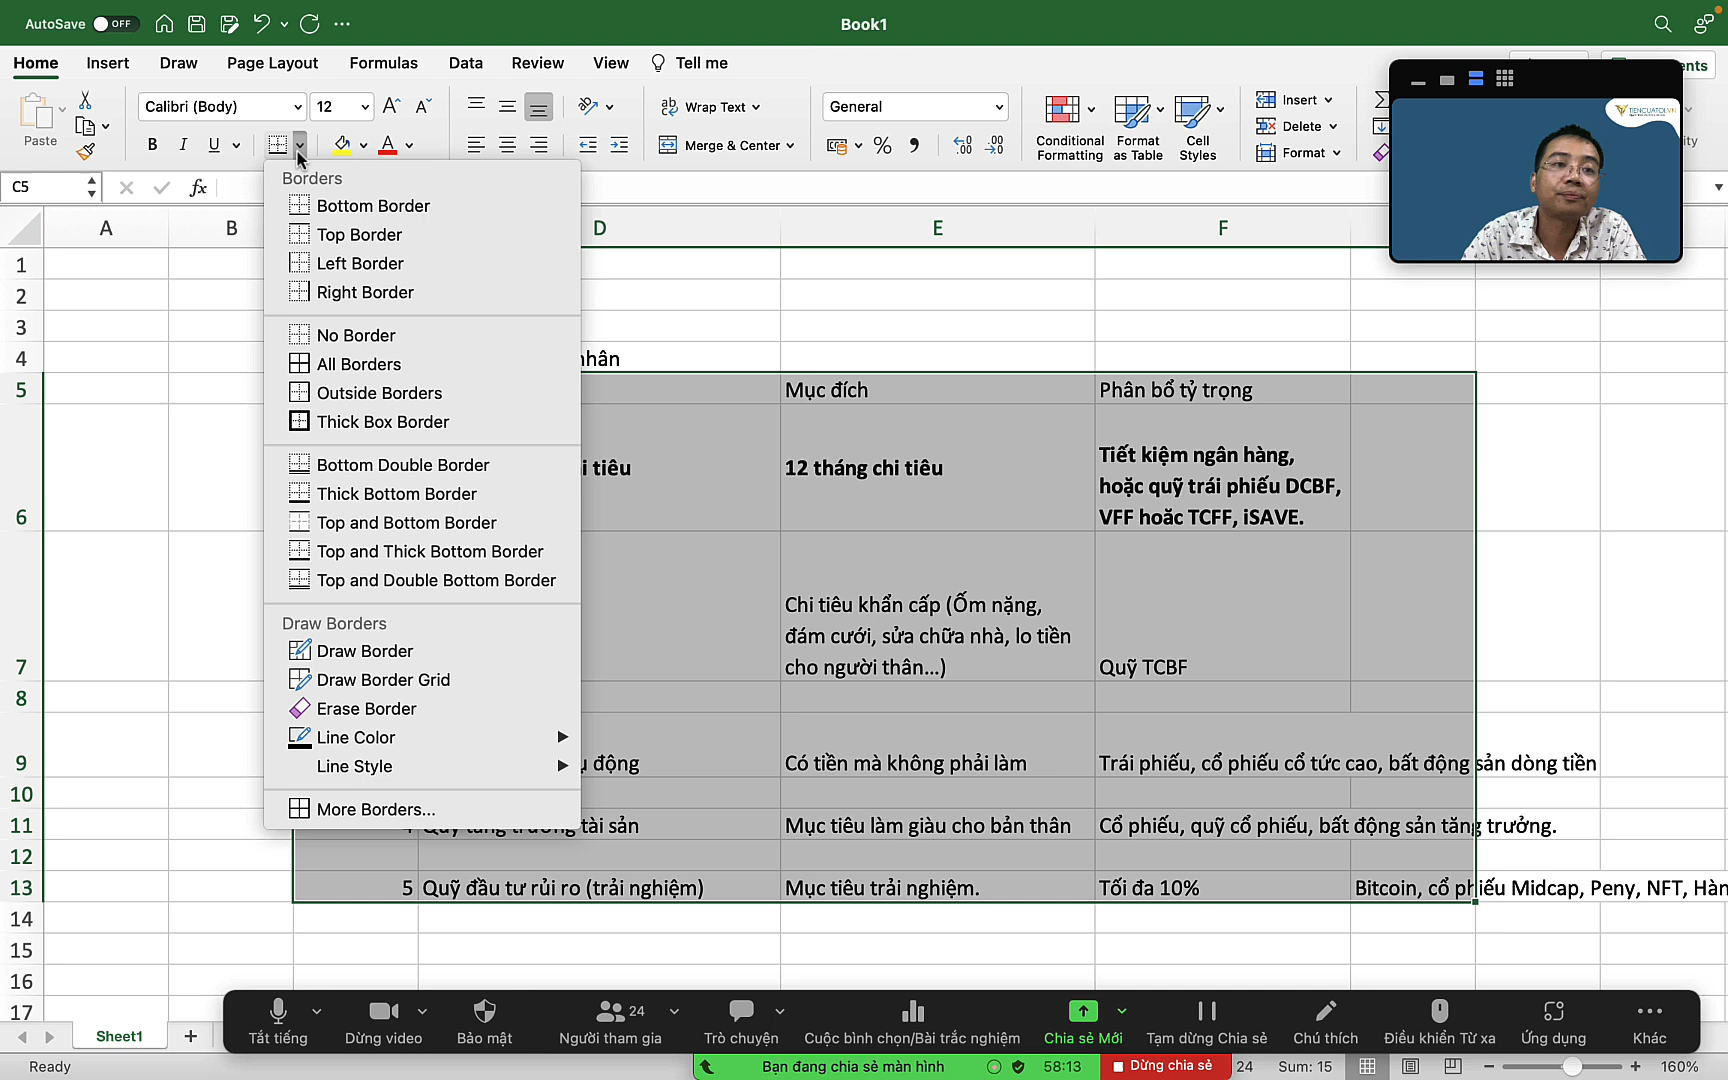 AutoSave OFF
Book1
Home Insert Draw Page Layout Formulas Data Review View Tell me
Paste
Calibri (Body) 12
B I U
Wrap Text
Merge & Center
General
Conditional Formatting
Format as Table
Cell Styles
Insert
Delete
Format
TIENCUATOI.VN
C5
fx
A B D E F
Borders
Bottom Border
Top Border
Left Border
Right Border
No Border
All Borders
Outside Borders
Thick Box Border
Bottom Double Border
Thick Bottom Border
Top and Bottom Border
Top and Thick Bottom Border
Top and Double Bottom Border
Draw Borders
Draw Border
Draw Border Grid
Erase Border
Line Color
Line Style
More Borders...
1
2
3
4
5 Mục đích Phân bổ tỷ trọng
6 tiêu 12 tháng chi tiêu Tiết kiệm ngân hàng,
hoặc quỹ trái phiếu DCBF,
VFF hoăc TCFF, iSAVE.
7 Chi tiêu khẩn cấp (Ốm nặng,
đám cưới, sửa chữa nhà, lo tiền
cho người thân...) Quỹ TCBF
8
9 động Có tiền mà không phải làm Trái phiếu, cổ phiếu cổ tức cao, bất động sản dòng tiền
10
11 Quỹ tăng trưởng tài sản Mục tiêu làm giàu cho bản thân Cổ phiếu, quỹ cổ phiếu, bất động sản tăng trưởng.
12
13 5 Quỹ đầu tư rủi ro (trải nghiệm) Mục tiêu trải nghiệm. Tối đa 10% Bitcoin, cổ phiếu Midcap, Peny, NFT, Hàn
14
15
16
17
Sheet1
24
Tắt tiếng Dừng video Bảo mật Người tham gia Trò chuyện Cuộc bình chọn/Bài trắc nghiệm Chia sẻ Mới Tạm dừng Chia sẻ Chú thích Điều khiển Từ xa Ứng dụng Khác
Ready
Bạn đang chia sẻ màn hình 58:13 Dừng chia sẻ 24 Sum: 15 160%